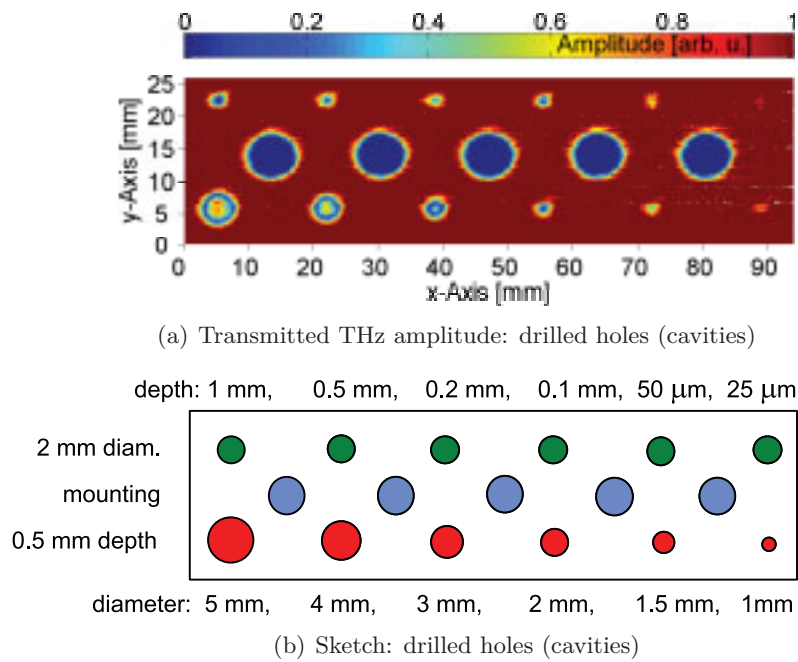 0 0.2 0.4 0.6 0.8 1
Amplitude [arb. u.]
25
20
15
10
5
0
y-Axis [mm]
0 10 20 30 40 50 60 70 80 90
x-Axis [mm]
(a) Transmitted THz amplitude: drilled holes (cavities)
depth: 1 mm, 0.5 mm, 0.2 mm, 0.1 mm, 50 μm, 25 μm
2 mm diam.
mounting
0.5 mm depth
diameter: 5 mm, 4 mm, 3 mm, 2 mm, 1.5 mm, 1mm
(b) Sketch: drilled holes (cavities)